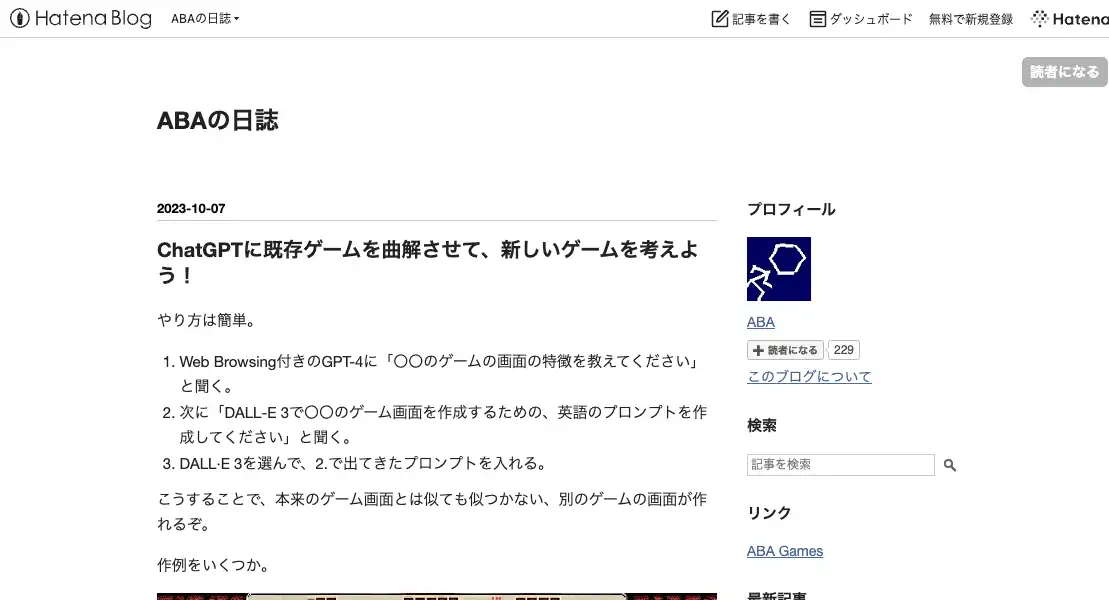 Hatena Blog ABAの日誌 記事を書く ダッシュボード 無料で新規登録 Hatena
読者になる
ABAの日誌
2023-10-07
ChatGPTに既存ゲームを曲解させて、新しいゲームを考えよ
う！
やり方は簡単。
1. Web Browsing付きのGPT-4に「〇〇のゲームの画面の特徴を教えてください」
と聞く。
2. 次に「DALL-E 3で〇〇のゲーム画面を作成するための、英語のプロンプトを作
成してください」と聞く。
3. DALL·E 3を選んで、2.で出てきたプロンプトを入れる。
こうすることで、本来のゲーム画面とは似ても似つかない、別のゲームの画面が作
れるぞ。
作例をいくつか。
プロフィール
ABA
読者になる 229
このブログについて
検索
記事を検索
リンク
ABA Games
最新記事